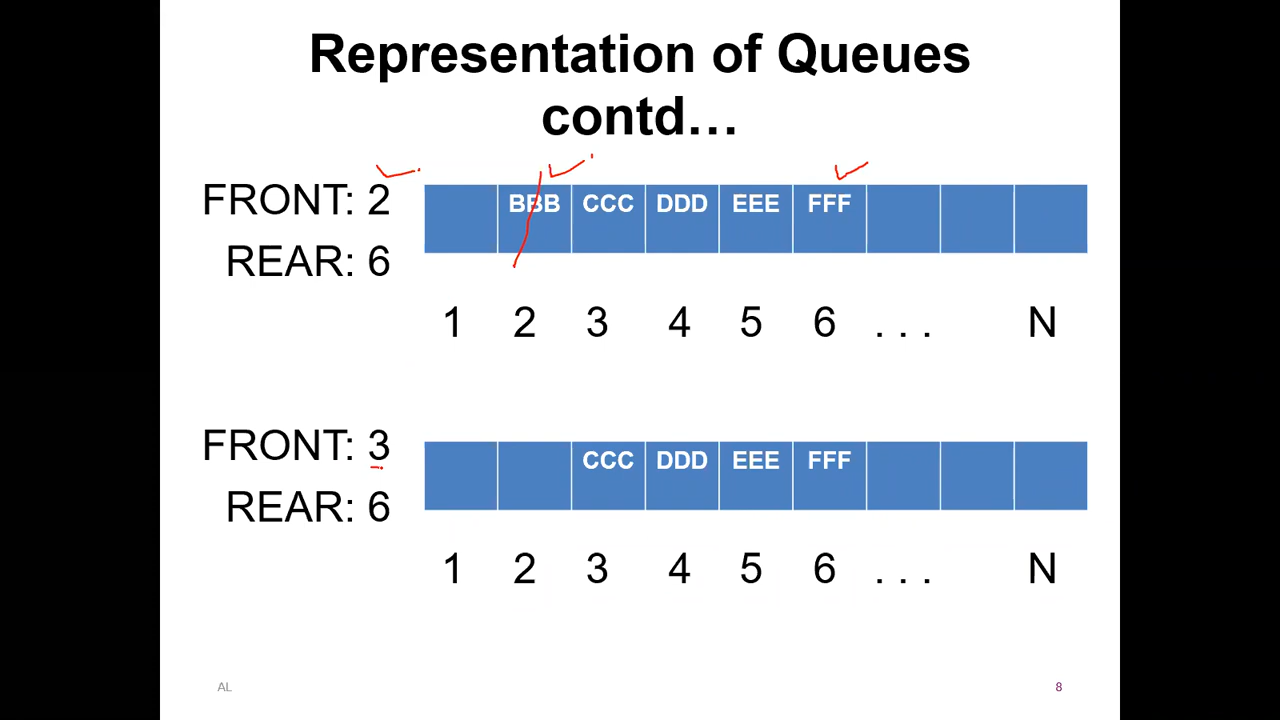 Representation of Queues
contd…
FRONT: 2
BBB CCC DDD EEE FFF
REAR: 6
1 2 3 4 5 6 . . . N
FRONT: 3
CCC DDD EEE FFF
REAR: 6
1 2 3 4 5 6 . . . N
AL 8